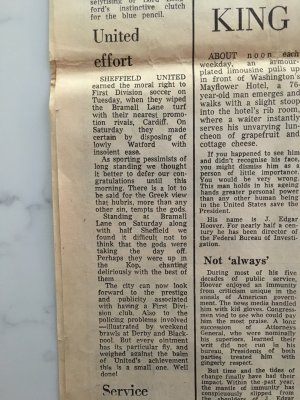 selytising or
ford's instinctive clutch
for the blue pencil.
United
effort
SHEFFIELD UNITED
earned the moral right to
First Division soccer on
Tuesday, when they wiped
the Bramall Lane turf
with their nearest promo-
tion rivals, Cardiff. On
Saturday they made
certain by disposing of
lowly Watford with
insolent ease.
As sporting pessimists of
long standing we thought
it better to defer our con-
gratulations until this
morning. There is a lot to
be said for the Greek view
that hubris, more than any
other sin, tempts the gods.
Standing at Bramall
Lane on Saturday along
with half Sheffield we
found it difficult not to
think that the gods were
taking the day off.
Perhaps they were up in
the Kop, chanting
deliriously with the best of
them.
The city can now look
forward to the prestige
and publicity associated
with having a First Divi-
sion club. Also to the
policing problems involved
—illustrated by weekend
brawls at Derby and Black-
pool. But every ointment
has its particular fly, and
weighed against the balm
of United's achievement
this is a small one. Well
done!
Service
KING
ABOUT noon each
weekday, an armour-
plated limousine pulls up
in front of Washington's
Mayflower Hotel, a 76-
year-old man emerges and
walks with a slight stoop
into the hotel's rib room,
where a waiter instantly
serves his unvarying lun-
cheon of grapefruit and
cottage cheese.
If you happened to see him
and didn't recognise his face,
you might dismiss him as a
person of little importance.
You would be very wrong.
This man holds in his ageing
hands greater personal power
than any other human being
in the United States save the
President.
His name is J. Edgar
Hoover. For nearly half a cen-
tury he has been director of
the Federal Bureau of Investi-
gation.
Not 'always'
During most of his five
decades of public service,
Hoover enjoyed an immunity
from criticism unique in the
annals of American govern-
ment. The news media handled
him with kid gloves. Congress-
men vied to see who could pay
him the most praise. A long
succession of Attorneys
General, who were nominally
his superiors, learned their
writ did not run in his
bureau. Presidents of both
parties treated him with
uneasy respect.
But time and the tides of
change finally have had their
impact. Within the past year,
the mantle of immunity has
conspicuously slipped from
the shoulders of J. Edgar